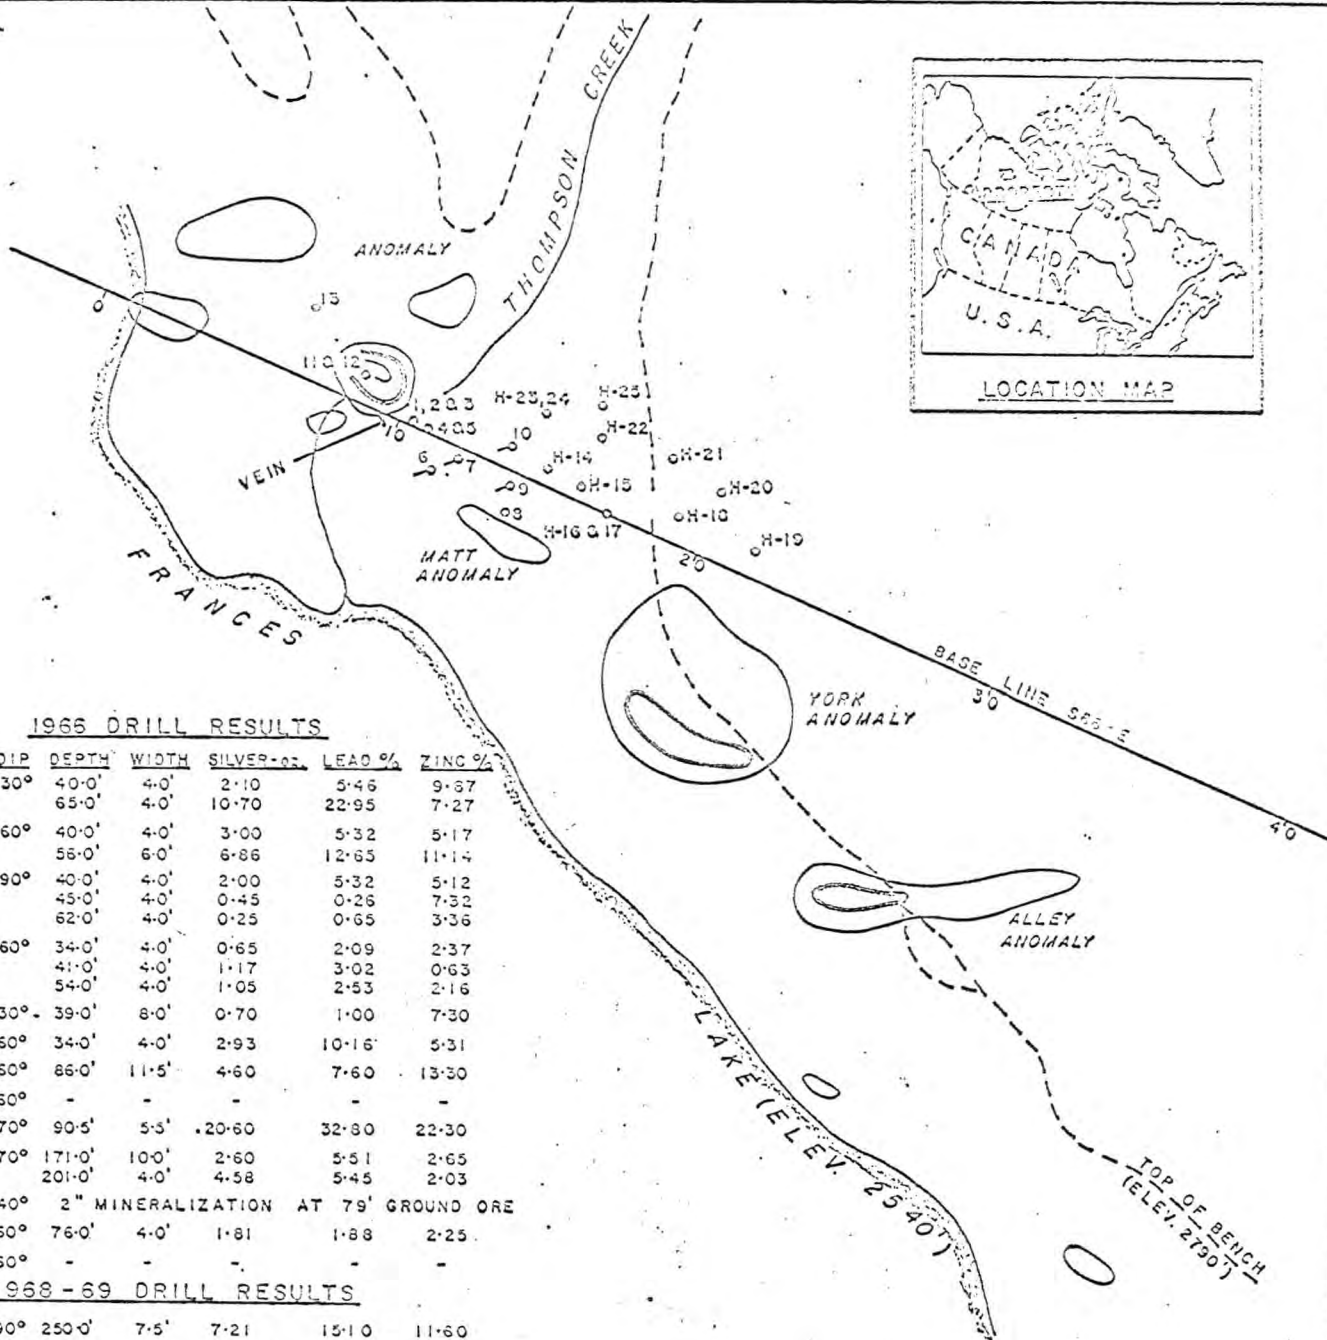 THOMPSON CREEK
ANOMALY
13
0
11 & 12
1,2&3
4&5
10
VEIN
6
7
10
9
8
H-23,24
H-25
H-22
H-14
H-15
H-21
H-20
H-18
H-16 & 17
H-19
20
MATT
ANOMALY
FRANCES
LAKE (ELEV. 2540')
PROPERTY
CANADA
U.S.A.
LOCATION MAP
BASE LINE
30
40
YORK
ANOMALY
ALLEY
ANOMALY
TOP OF BENCH
(ELEV. 2790')
1966 DRILL RESULTS
DIP DEPTH WIDTH SILVER-oz. LEAD % ZINC %
30° 40·0' 4·0' 2·10 5·46 9·67
65·0' 4·0' 10·70 22·95 7·27
60° 40·0' 4·0' 3·00 5·32 5·17
56·0' 6·0' 6·86 12·65 11·14
90° 40·0' 4·0' 2·00 5·32 5·12
45·0' 4·0' 0·45 0·26 7·32
62·0' 4·0' 0·25 0·65 3·36
60° 34·0' 4·0' 0·65 2·09 2·37
41·0' 4·0' 1·17 3·02 0·63
54·0' 4·0' 1·05 2·53 2·16
30° 39·0' 8·0' 0·70 1·00 7·30
60° 34·0' 4·0' 2·93 10·16 5·31
60° 86·0' 11·5' 4·60 7·60 13·30
60° - - - - -
70° 90·5' 5·5' 20·60 32·80 22·30
70° 171·0' 10·0' 2·60 5·51 2·65
201·0' 4·0' 4·58 5·45 2·03
40° 2" MINERALIZATION AT 79' GROUND ORE
60° 76·0' 4·0' 1·81 1·88 2·25
60° - - - - -
968-69 DRILL RESULTS
90° 250·0' 7·5' 7·21 15·10 11·60